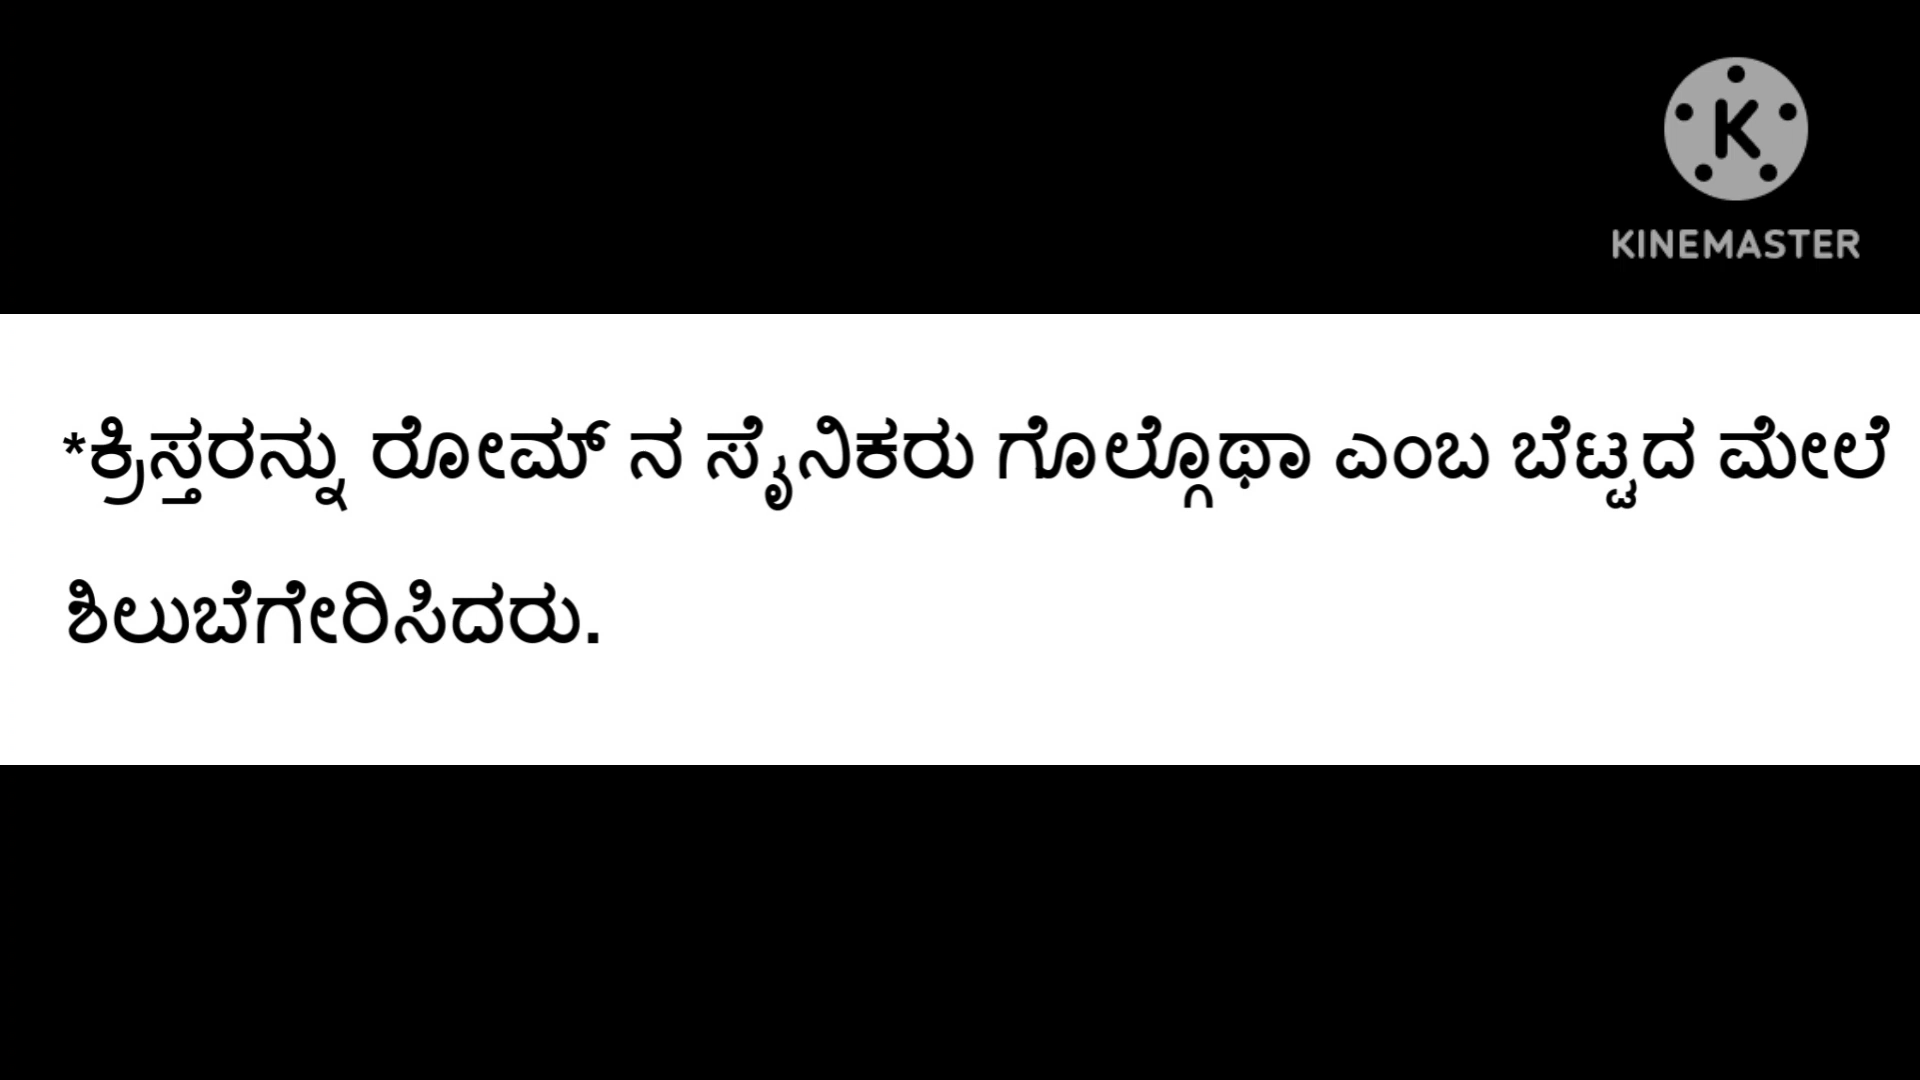 K
KINEMASTER
*ಕ್ರಿಸ್ತರನ್ನು ರೋಮ್ ನ ಸೈನಿಕರು ಗೊಲ್ಗೊಥಾ ಎಂಬ ಬೆಟ್ಟದ ಮೇಲೆ
ಶಿಲುಬೆಗೇರಿಸಿದರು.